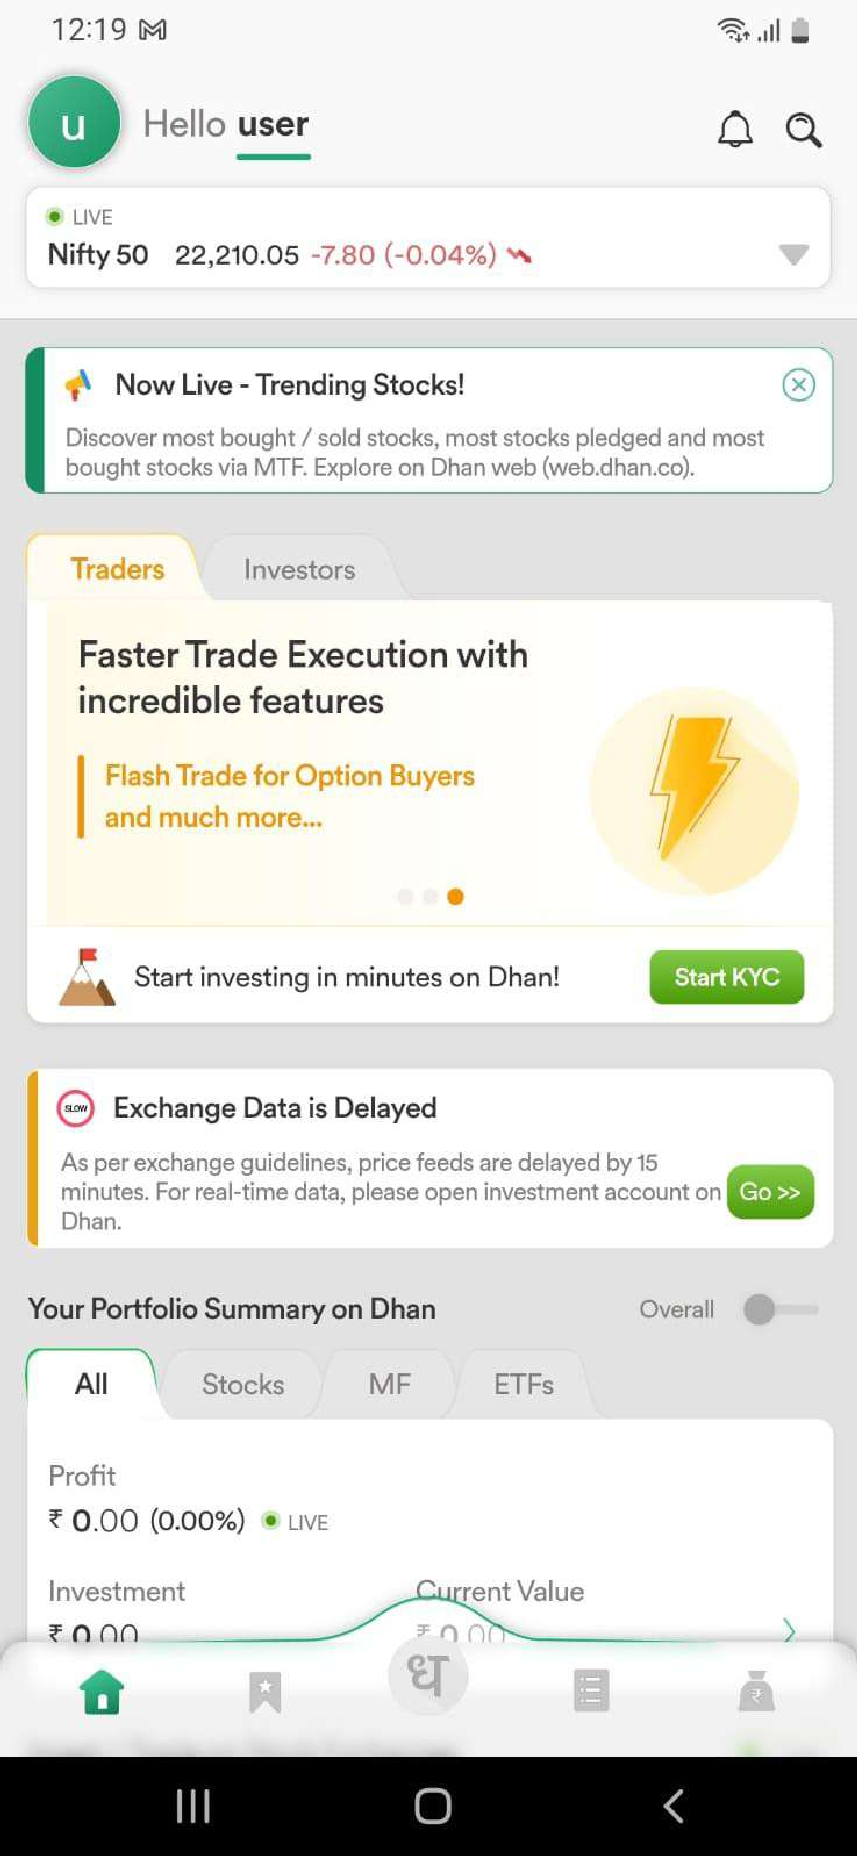 12:19
u
Hello user
LIVE
Nifty 50 22,210.05 -7.80 (-0.04%)
Now Live - Trending Stocks!
Discover most bought / sold stocks, most stocks pledged and most
bought stocks via MTF. Explore on Dhan web (web.dhan.co).
Traders Investors
Faster Trade Execution with
incredible features
Flash Trade for Option Buyers
and much more...
Start investing in minutes on Dhan! Start KYC
SLOW Exchange Data is Delayed
As per exchange guidelines, price feeds are delayed by 15
minutes. For real-time data, please open investment account on
Dhan.
Go >>
Your Portfolio Summary on Dhan Overall
All Stocks MF ETFs
Profit
₹ 0.00 (0.00%) LIVE
Investment Current Value
₹ 0.00 ₹ 0.00
ध
₹